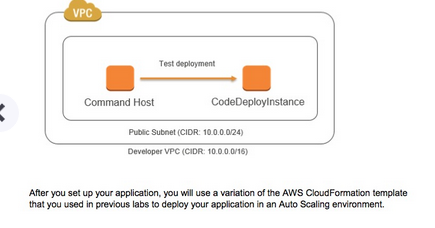 VPC
Test deployment
Command Host
CodeDeployInstance
Public Subnet (CIDR: 10.0.0.0/24)
Developer VPC (CIDR: 10.0.0.0/16)
After you set up your application, you will use a variation of the AWS CloudFormation template
that you used in previous labs to deploy your application in an Auto Scaling environment.